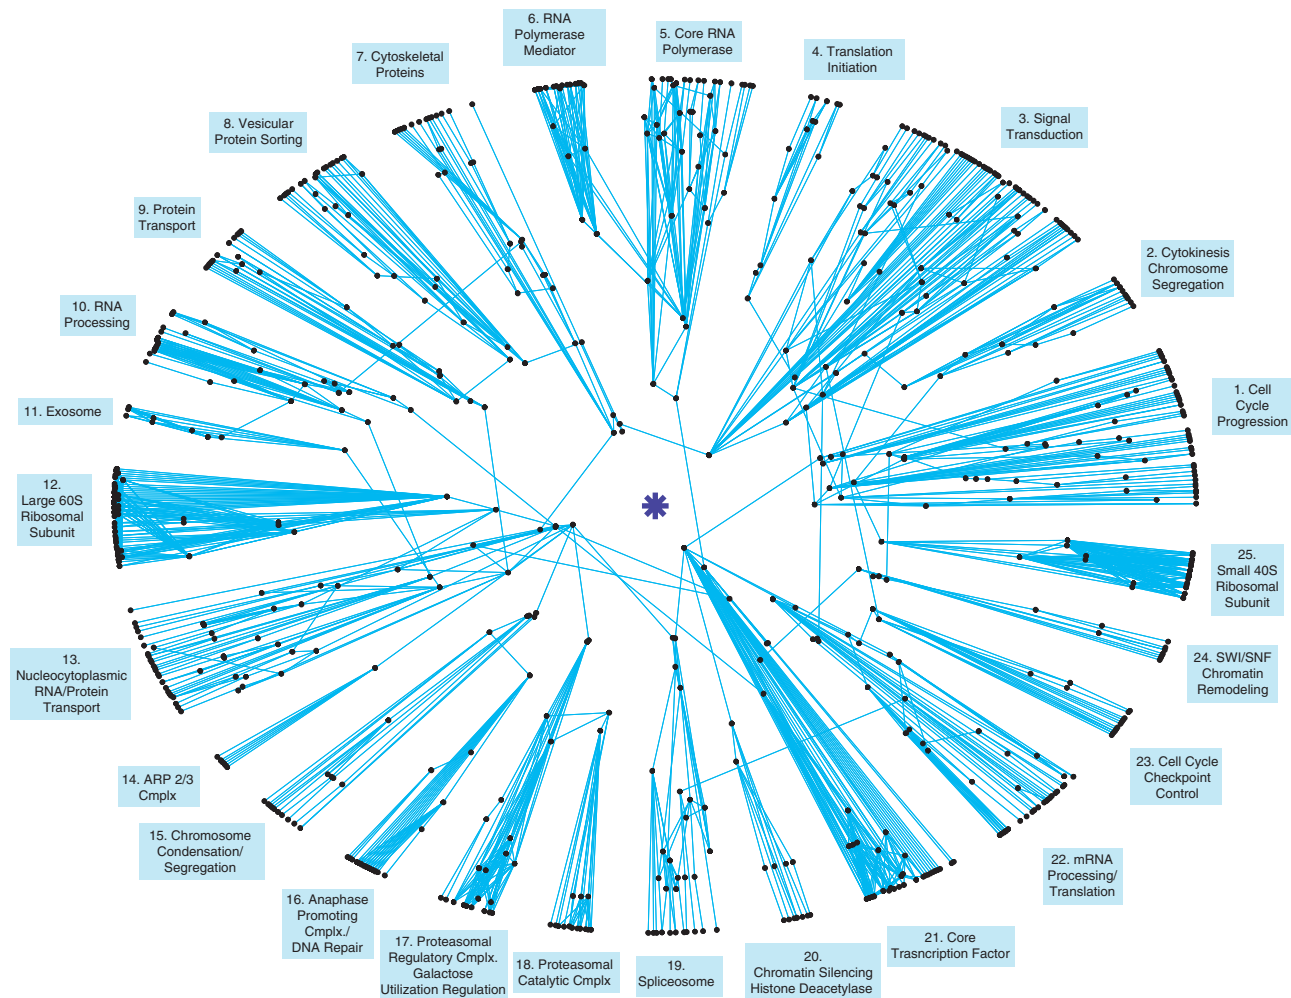 1. Cell
Cycle
Progression
2. Cytokinesis
Chromosome
Segregation
3. Signal
Transduction
4. Translation
Initiation
5. Core RNA
Polymerase
6. RNA
Polymerase
Mediator
7. Cytoskeletal
Proteins
8. Vesicular
Protein Sorting
9. Protein
Transport
10. RNA
Processing
11. Exosome
12.
Large 60S
Ribosomal
Subunit
13.
Nucleocytoplasmic
RNA/Protein
Transport
14. ARP 2/3
Cmplx
15. Chromosome
Condensation/
Segregation
16. Anaphase
Promoting
Cmplx./
DNA Repair
17. Proteasomal
Regulatory Cmplx.
Galactose
Utilization Regulation
18. Proteasomal
Catalytic Cmplx
19.
Spliceosome
20.
Chromatin Silencing
Histone Deacetylase
21. Core
Trasncription Factor
22. mRNA
Processing/
Translation
23. Cell Cycle
Checkpoint
Control
24. SWI/SNF
Chromatin
Remodeling
25.
Small 40S
Ribosomal
Subunit